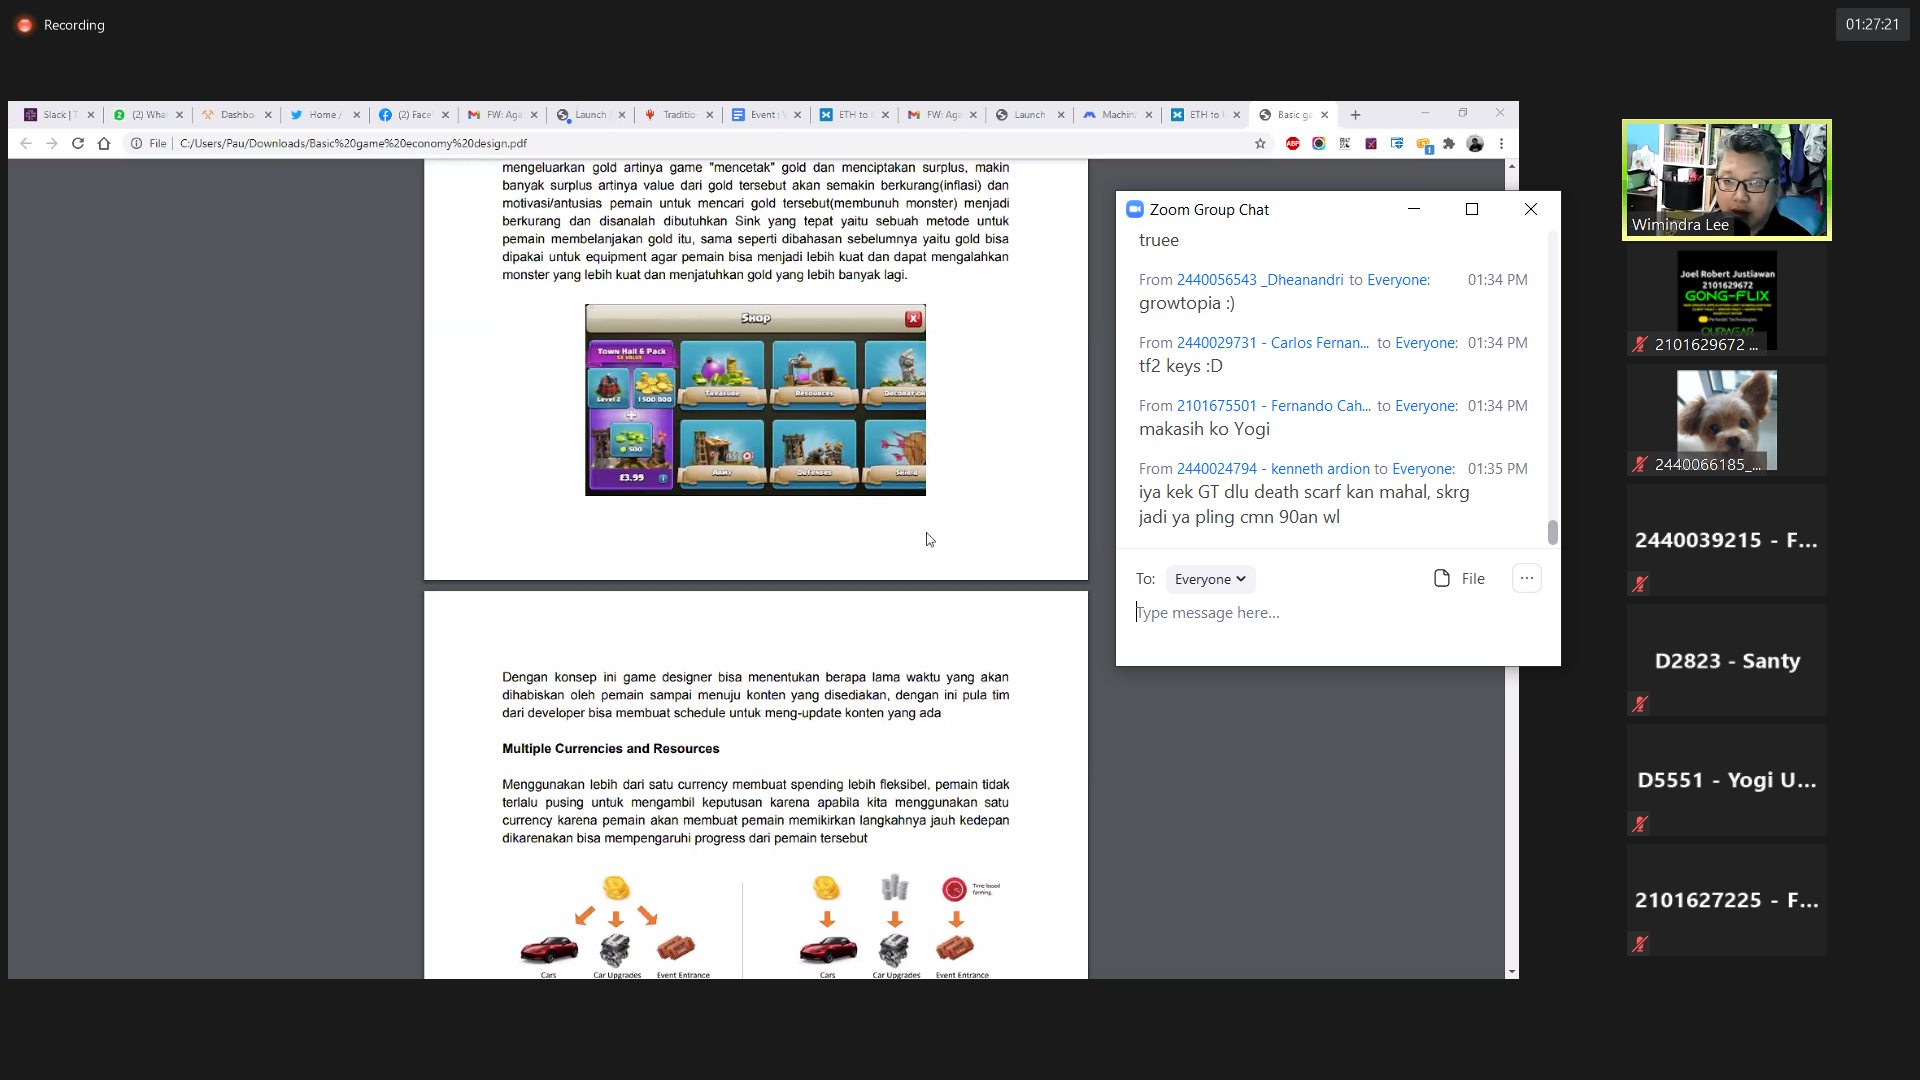 Recording
01:27:21
Slack | T
(2) Wha
Dashbo
Home /
(2) Face
FW: Aga
Launch
Traditio
Event : V
ETH to I
FW: Aga
Launch
Machin
ETH to I
Basic ga
File
C:/Users/Pau/Downloads/Basic%20game%20economy%20design.pdf
mengeluarkan gold artinya game "mencetak" gold dan menciptakan surplus, makin
banyak surplus artinya value dari gold tersebut akan semakin berkurang(inflasi) dan
motivasi/antusias pemain untuk mencari gold tersebut(membunuh monster) menjadi
berkurang dan disanalah dibutuhkan Sink yang tepat yaitu sebuah metode untuk
pemain membelanjakan gold itu, sama seperti dibahasan sebelumnya yaitu gold bisa
dipakai untuk equipment agar pemain bisa menjadi lebih kuat dan dapat mengalahkan
monster yang lebih kuat dan menjatuhkan gold yang lebih banyak lagi.
Shop
Town Hall 6 Pack
5X VALUE
Level 2
1 500 000
500
£3.99
Treasure
Resources
Decoration
Army
Defenses
Shield
Dengan konsep ini game designer bisa menentukan berapa lama waktu yang akan
dihabiskan oleh pemain sampai menuju konten yang disediakan, dengan ini pula tim
dari developer bisa membuat schedule untuk meng-update konten yang ada
Multiple Currencies and Resources
Menggunakan lebih dari satu currency membuat spending lebih fleksibel, pemain tidak
terlalu pusing untuk mengambil keputusan karena apabila kita menggunakan satu
currency karena pemain akan membuat pemain memikirkan langkahnya jauh kedepan
dikarenakan bisa mempengaruhi progress dari pemain tersebut
Time-based
farming.
Cars
Car Upgrades
Event Entrance
Cars
Car Upgrades
Event Entrance
Zoom Group Chat
truee
From 2440056543 _Dheanandri to Everyone: 01:34 PM
growtopia :)
From 2440029731 - Carlos Fernan... to Everyone: 01:34 PM
tf2 keys :D
From 2101675501 - Fernando Cah... to Everyone: 01:34 PM
makasih ko Yogi
From 2440024794 - kenneth ardion to Everyone: 01:35 PM
iya kek GT dlu death scarf kan mahal, skrg
jadi ya pling cmn 90an wl
To: Everyone
File
Type message here...
Wimindra Lee
Joel Robert Justiawan
2101629672
GONG-FLIX
OURWEAR
2101629672 ...
2440066185_...
2440039215 - F...
D2823 - Santy
D5551 - Yogi U...
2101627225 - F...